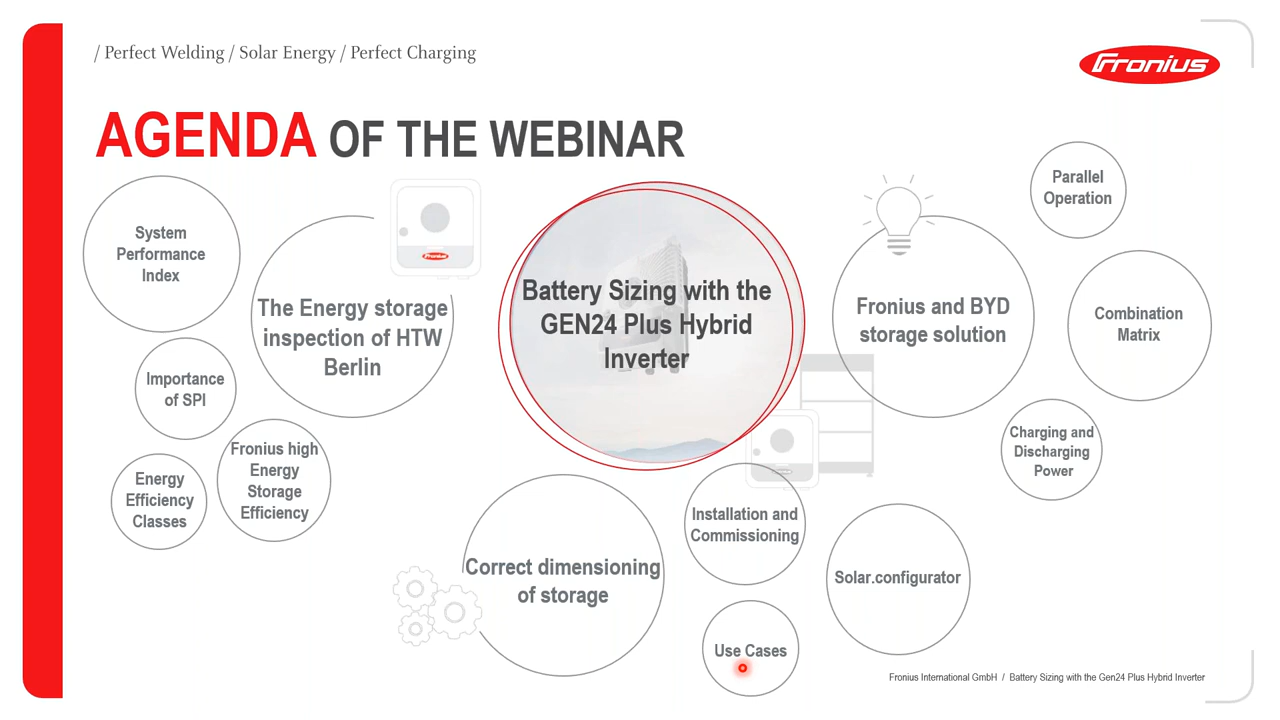 / Perfect Welding / Solar Energy / Perfect Charging
Fronius
AGENDA OF THE WEBINAR
System
Performance
Index
The Energy storage
inspection of HTW
Berlin
Importance
of SPI
Energy
Efficiency
Classes
Fronius high
Energy
Storage
Efficiency
Fronius
Battery Sizing with the
GEN24 Plus Hybrid
Inverter
Fronius and BYD
storage solution
Parallel
Operation
Combination
Matrix
Charging and
Discharging
Power
Correct dimensioning
of storage
Installation and
Commissioning
Solar.configurator
Use Cases
Fronius International GmbH / Battery Sizing with the Gen24 Plus Hybrid Inverter